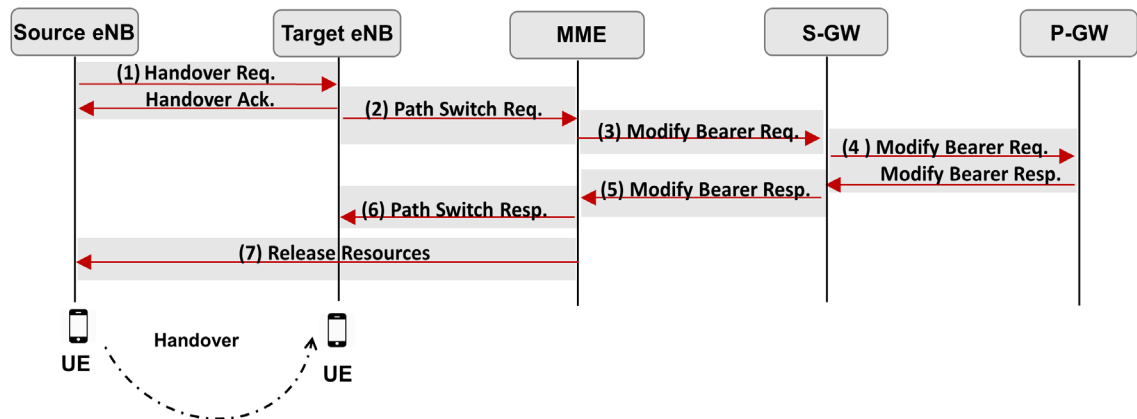 Source eNB
Target eNB
MME
S-GW
P-GW
(1) Handover Req.
Handover Ack.
(2) Path Switch Req.
(3) Modify Bearer Req.
(4 ) Modify Bearer Req.
Modify Bearer Resp.
(5) Modify Bearer Resp.
(6) Path Switch Resp.
(7) Release Resources
Handover
UE
UE